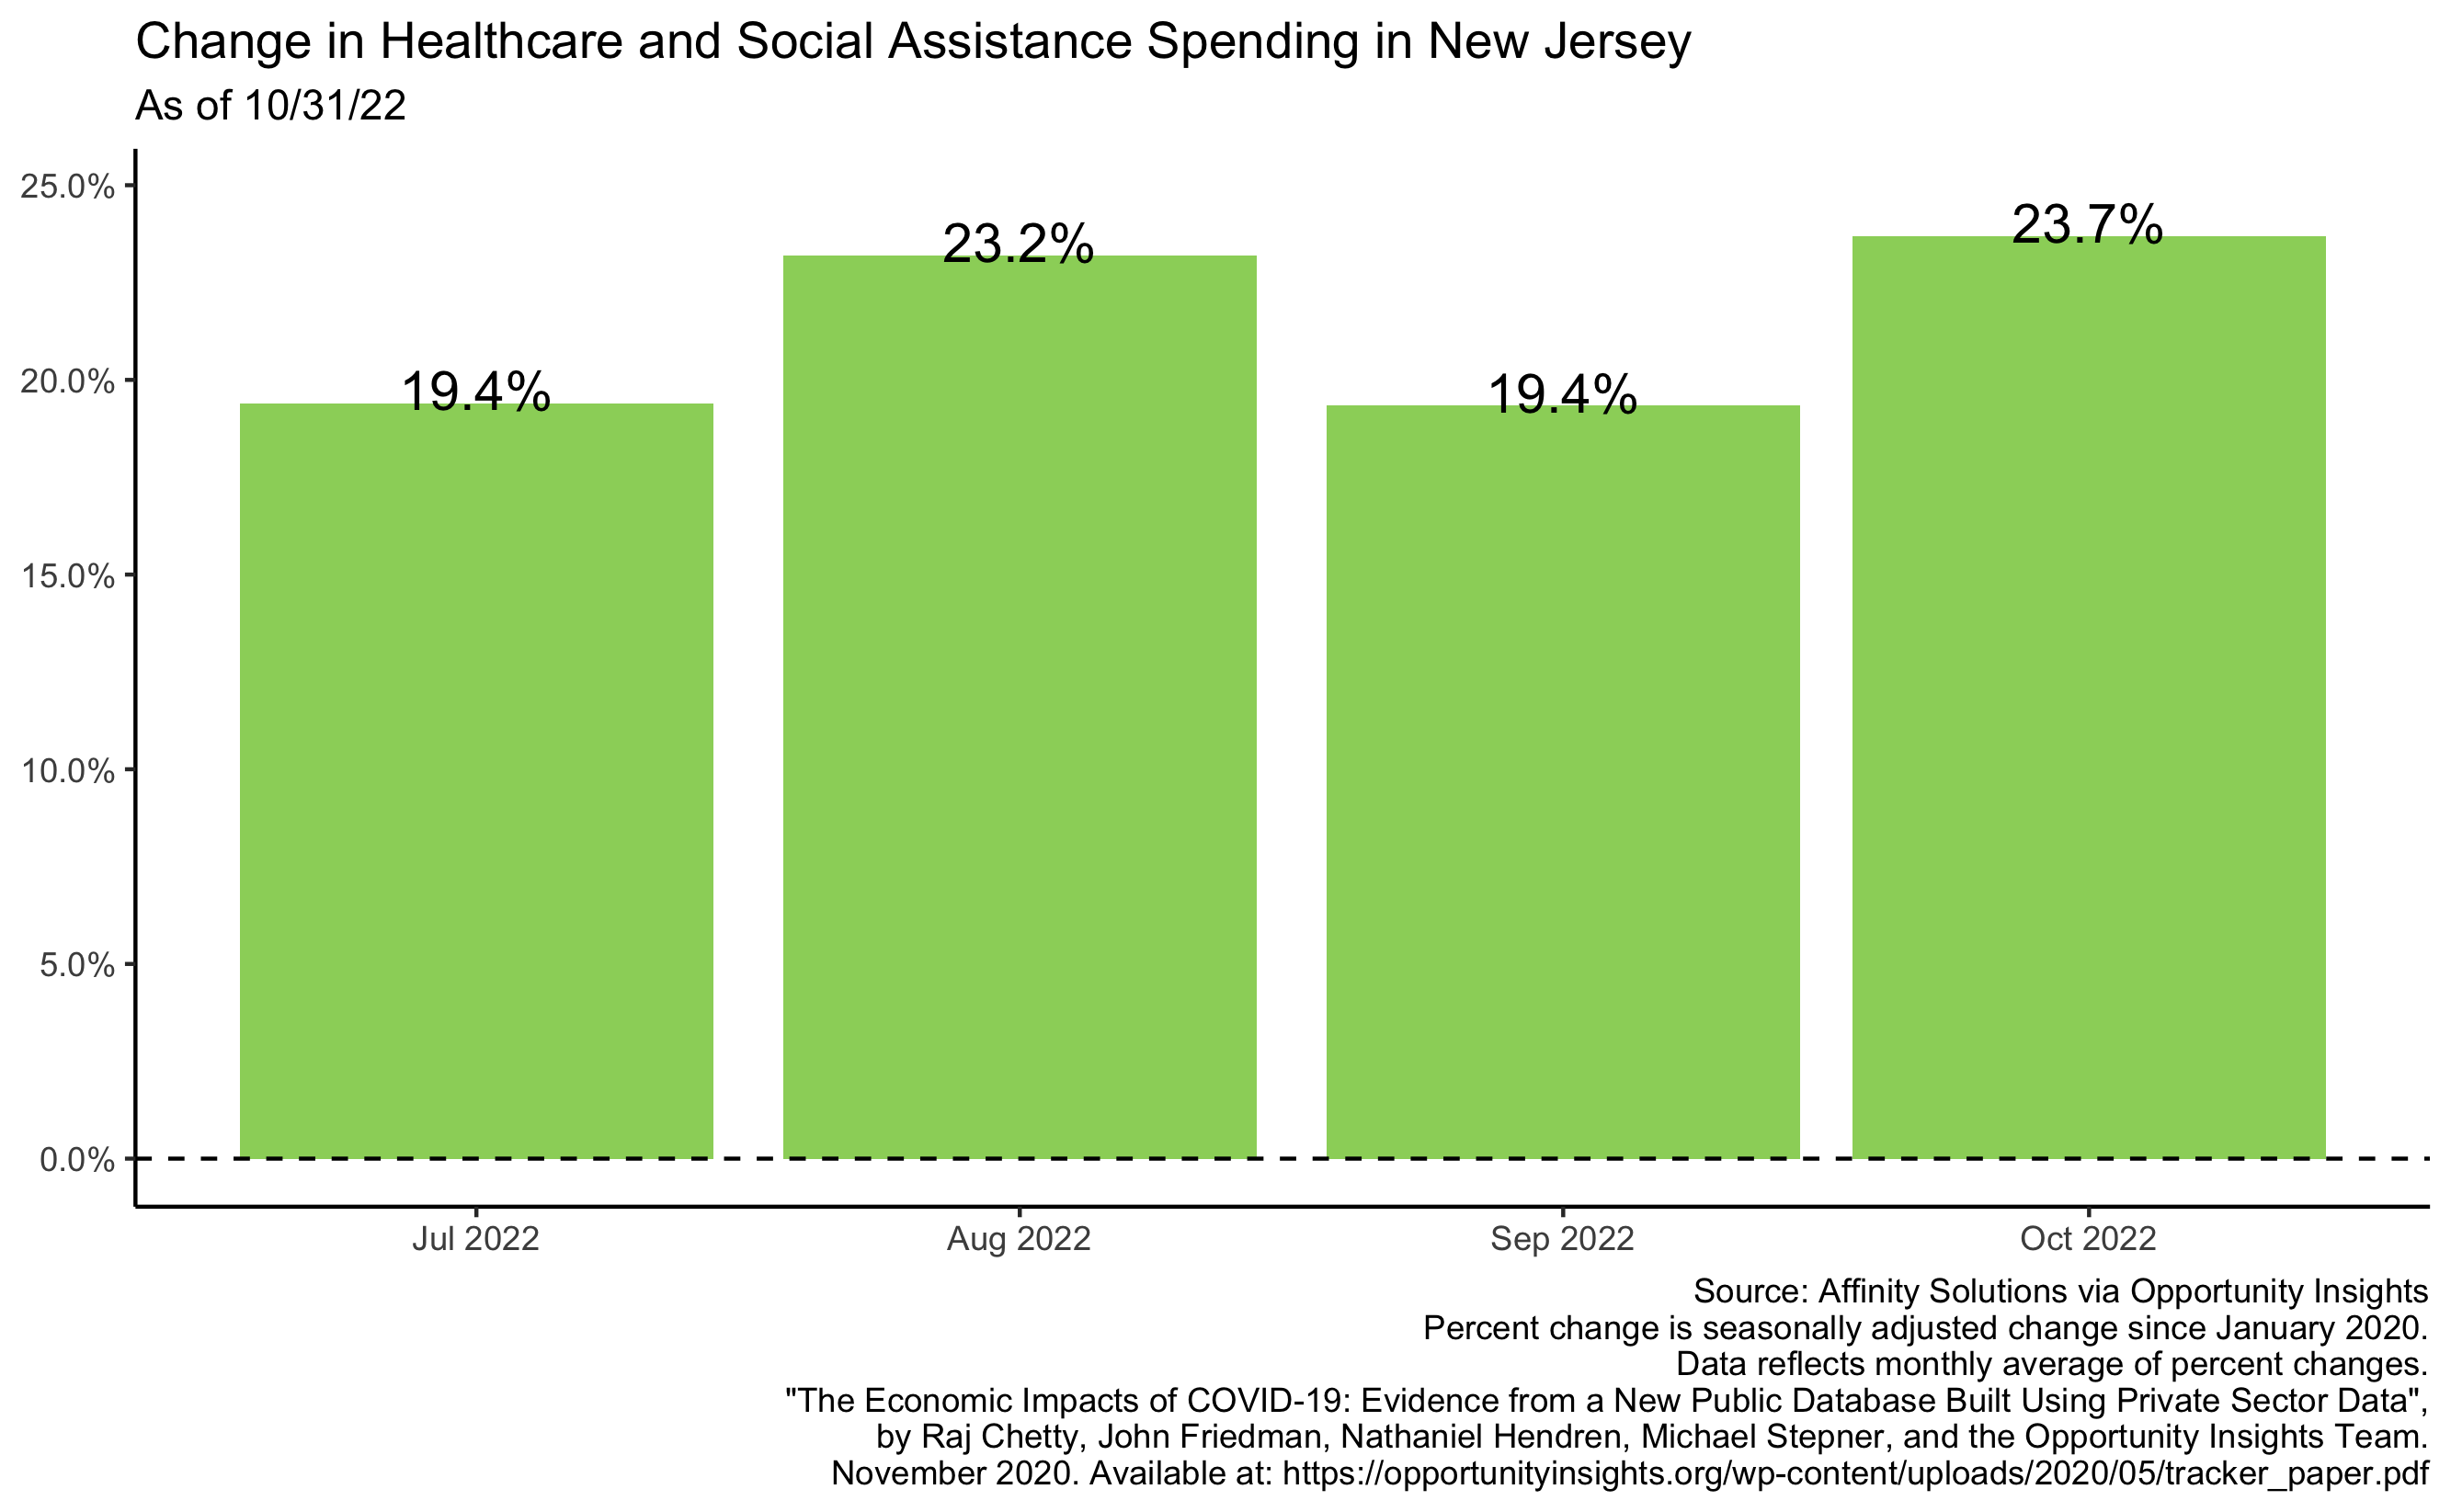 Change in Healthcare and Social Assistance Spending in New Jersey
As of 10/31/22
25.0%
20.0%
15.0%
10.0%
5.0%
0.0%
19.4%
23.2%
19.4%
23.7%
Jul 2022
Aug 2022
Sep 2022
Oct 2022
Source: Affinity Solutions via Opportunity Insights
Percent change is seasonally adjusted change since January 2020.
Data reflects monthly average of percent changes.
"The Economic Impacts of COVID-19: Evidence from a New Public Database Built Using Private Sector Data",
by Raj Chetty, John Friedman, Nathaniel Hendren, Michael Stepner, and the Opportunity Insights Team.
November 2020. Available at: https://opportunityinsights.org/wp-content/uploads/2020/05/tracker_paper.pdf